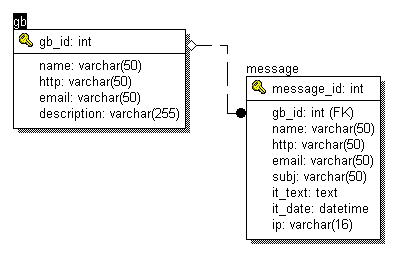 gb
gb_id: int
name: varchar(50)
http: varchar(50)
email: varchar(50)
description: varchar(255)
message
message_id: int
gb_id: int (FK)
name: varchar(50)
http: varchar(50)
email: varchar(50)
subj: varchar(50)
it_text: text
it_date: datetime
ip: varchar(16)